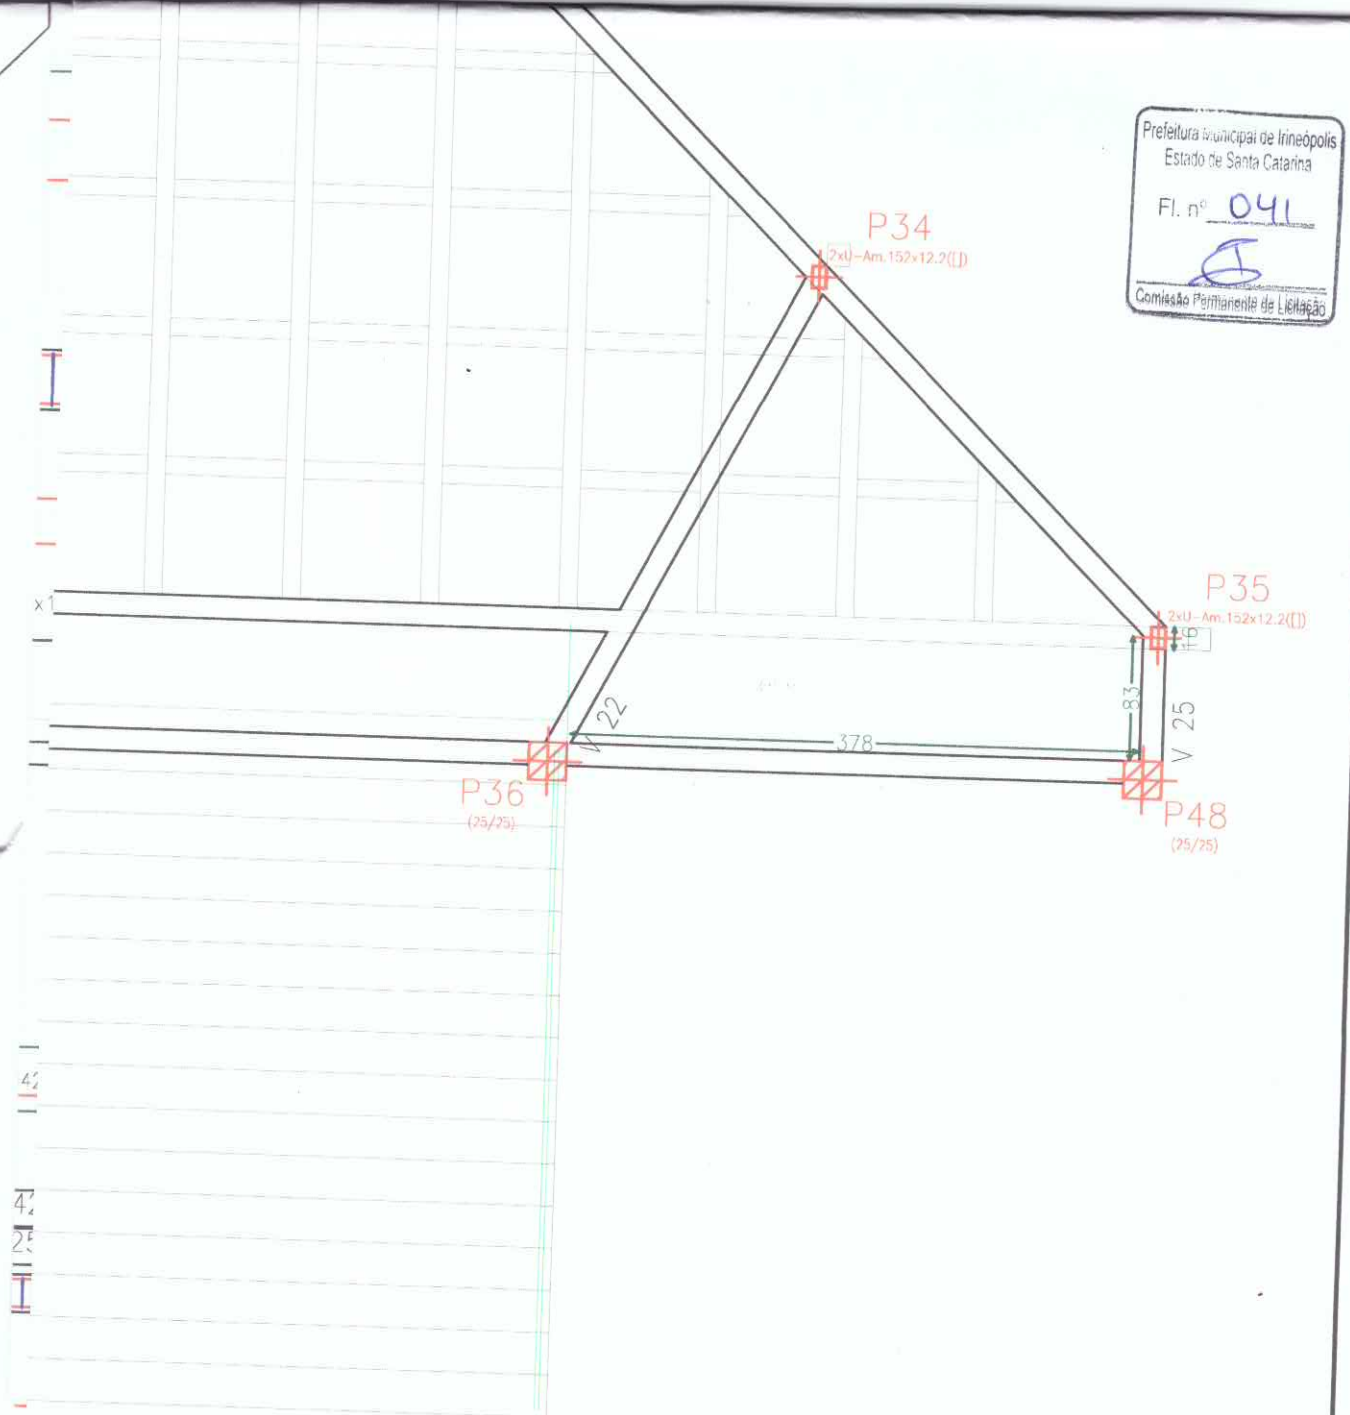 Prefeitura Municipal de Irineópolis
Estado de Santa Catarina
Fl. nº 041
Comissão Permanente de Licitação
P34
2xU-Am.152x12.2([])
P35
2xU-Am.152x12.2([])
16
x1
83
V 25
V 22
378
P36
(25/25)
P48
(25/25)